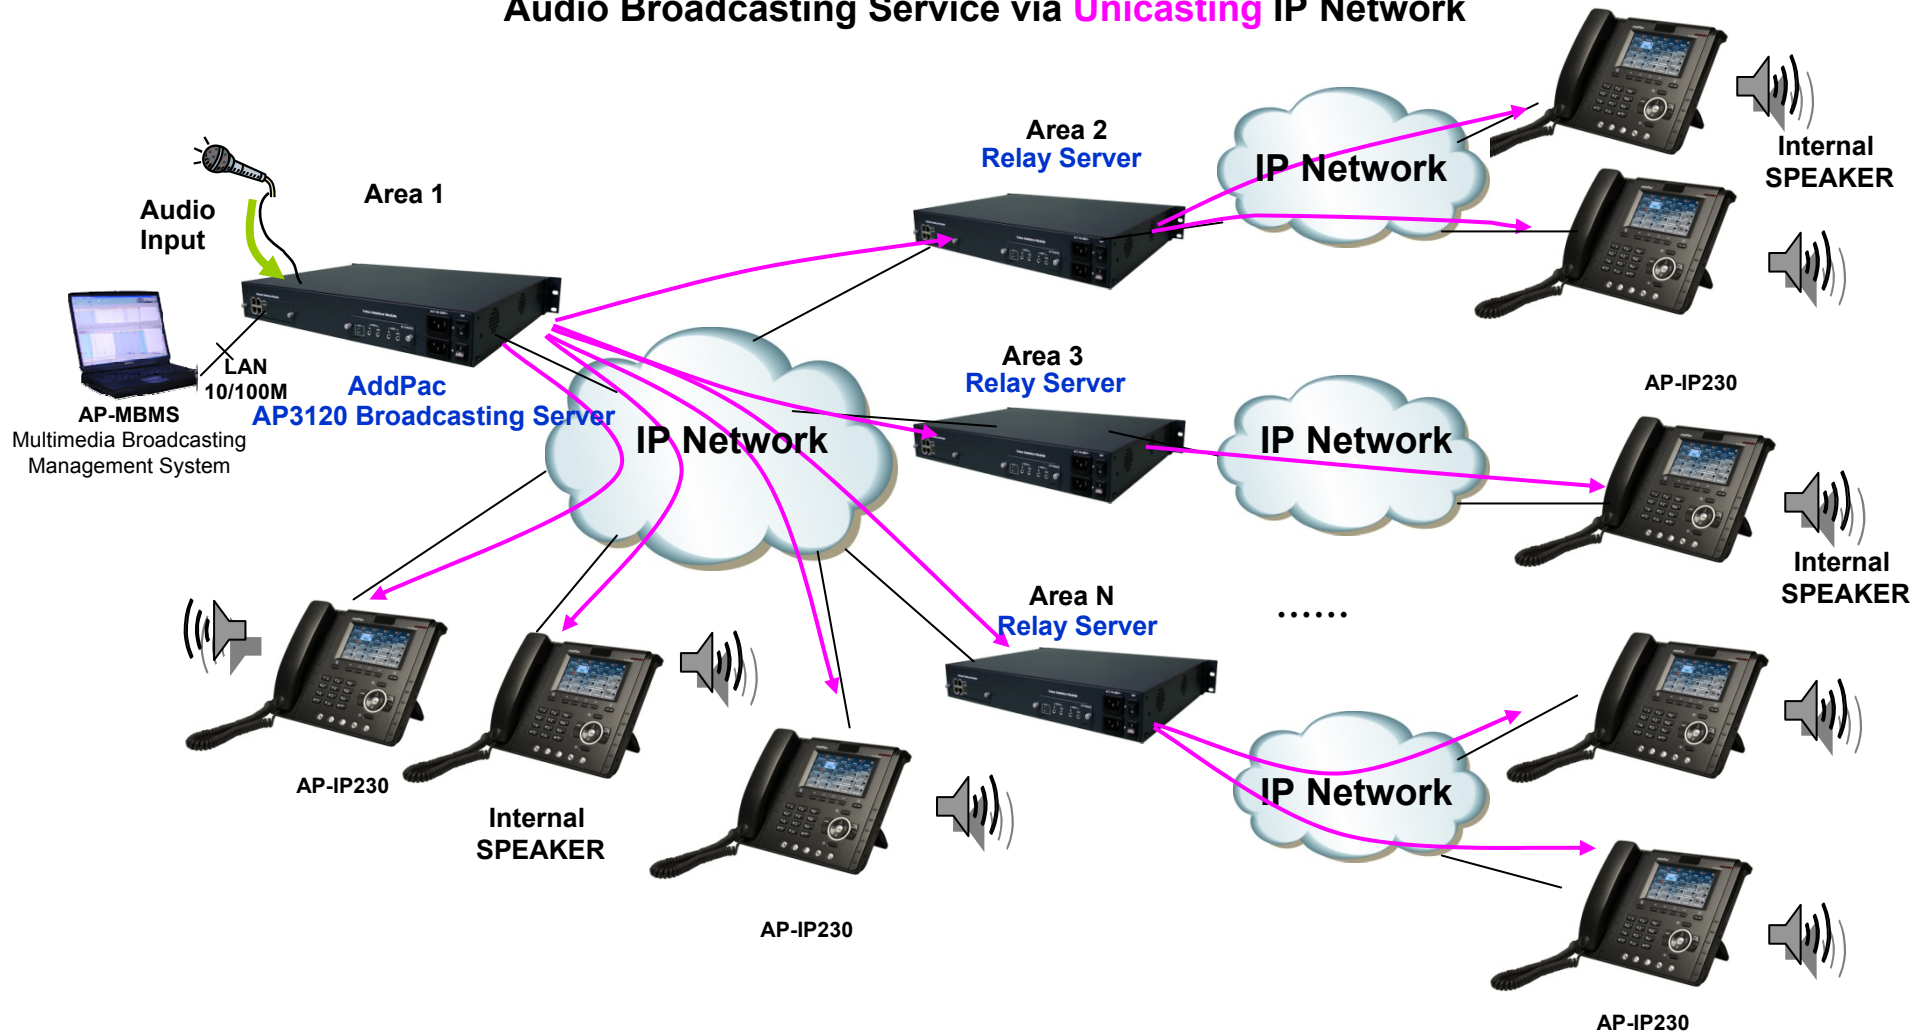 Audio Broadcasting Service via Unicasting IP Network
Area 2
Relay Server
IP Network
Internal
SPEAKER
Audio
Input
Area 1
LAN
10/100M
AP-MBMS
Multimedia Broadcasting
Management System
AddPac
AP3120 Broadcasting Server
IP Network
Area 3
Relay Server
IP Network
AP-IP230
Internal
SPEAKER
Area N
Relay Server
......
IP Network
AP-IP230
Internal
SPEAKER
AP-IP230
AP-IP230